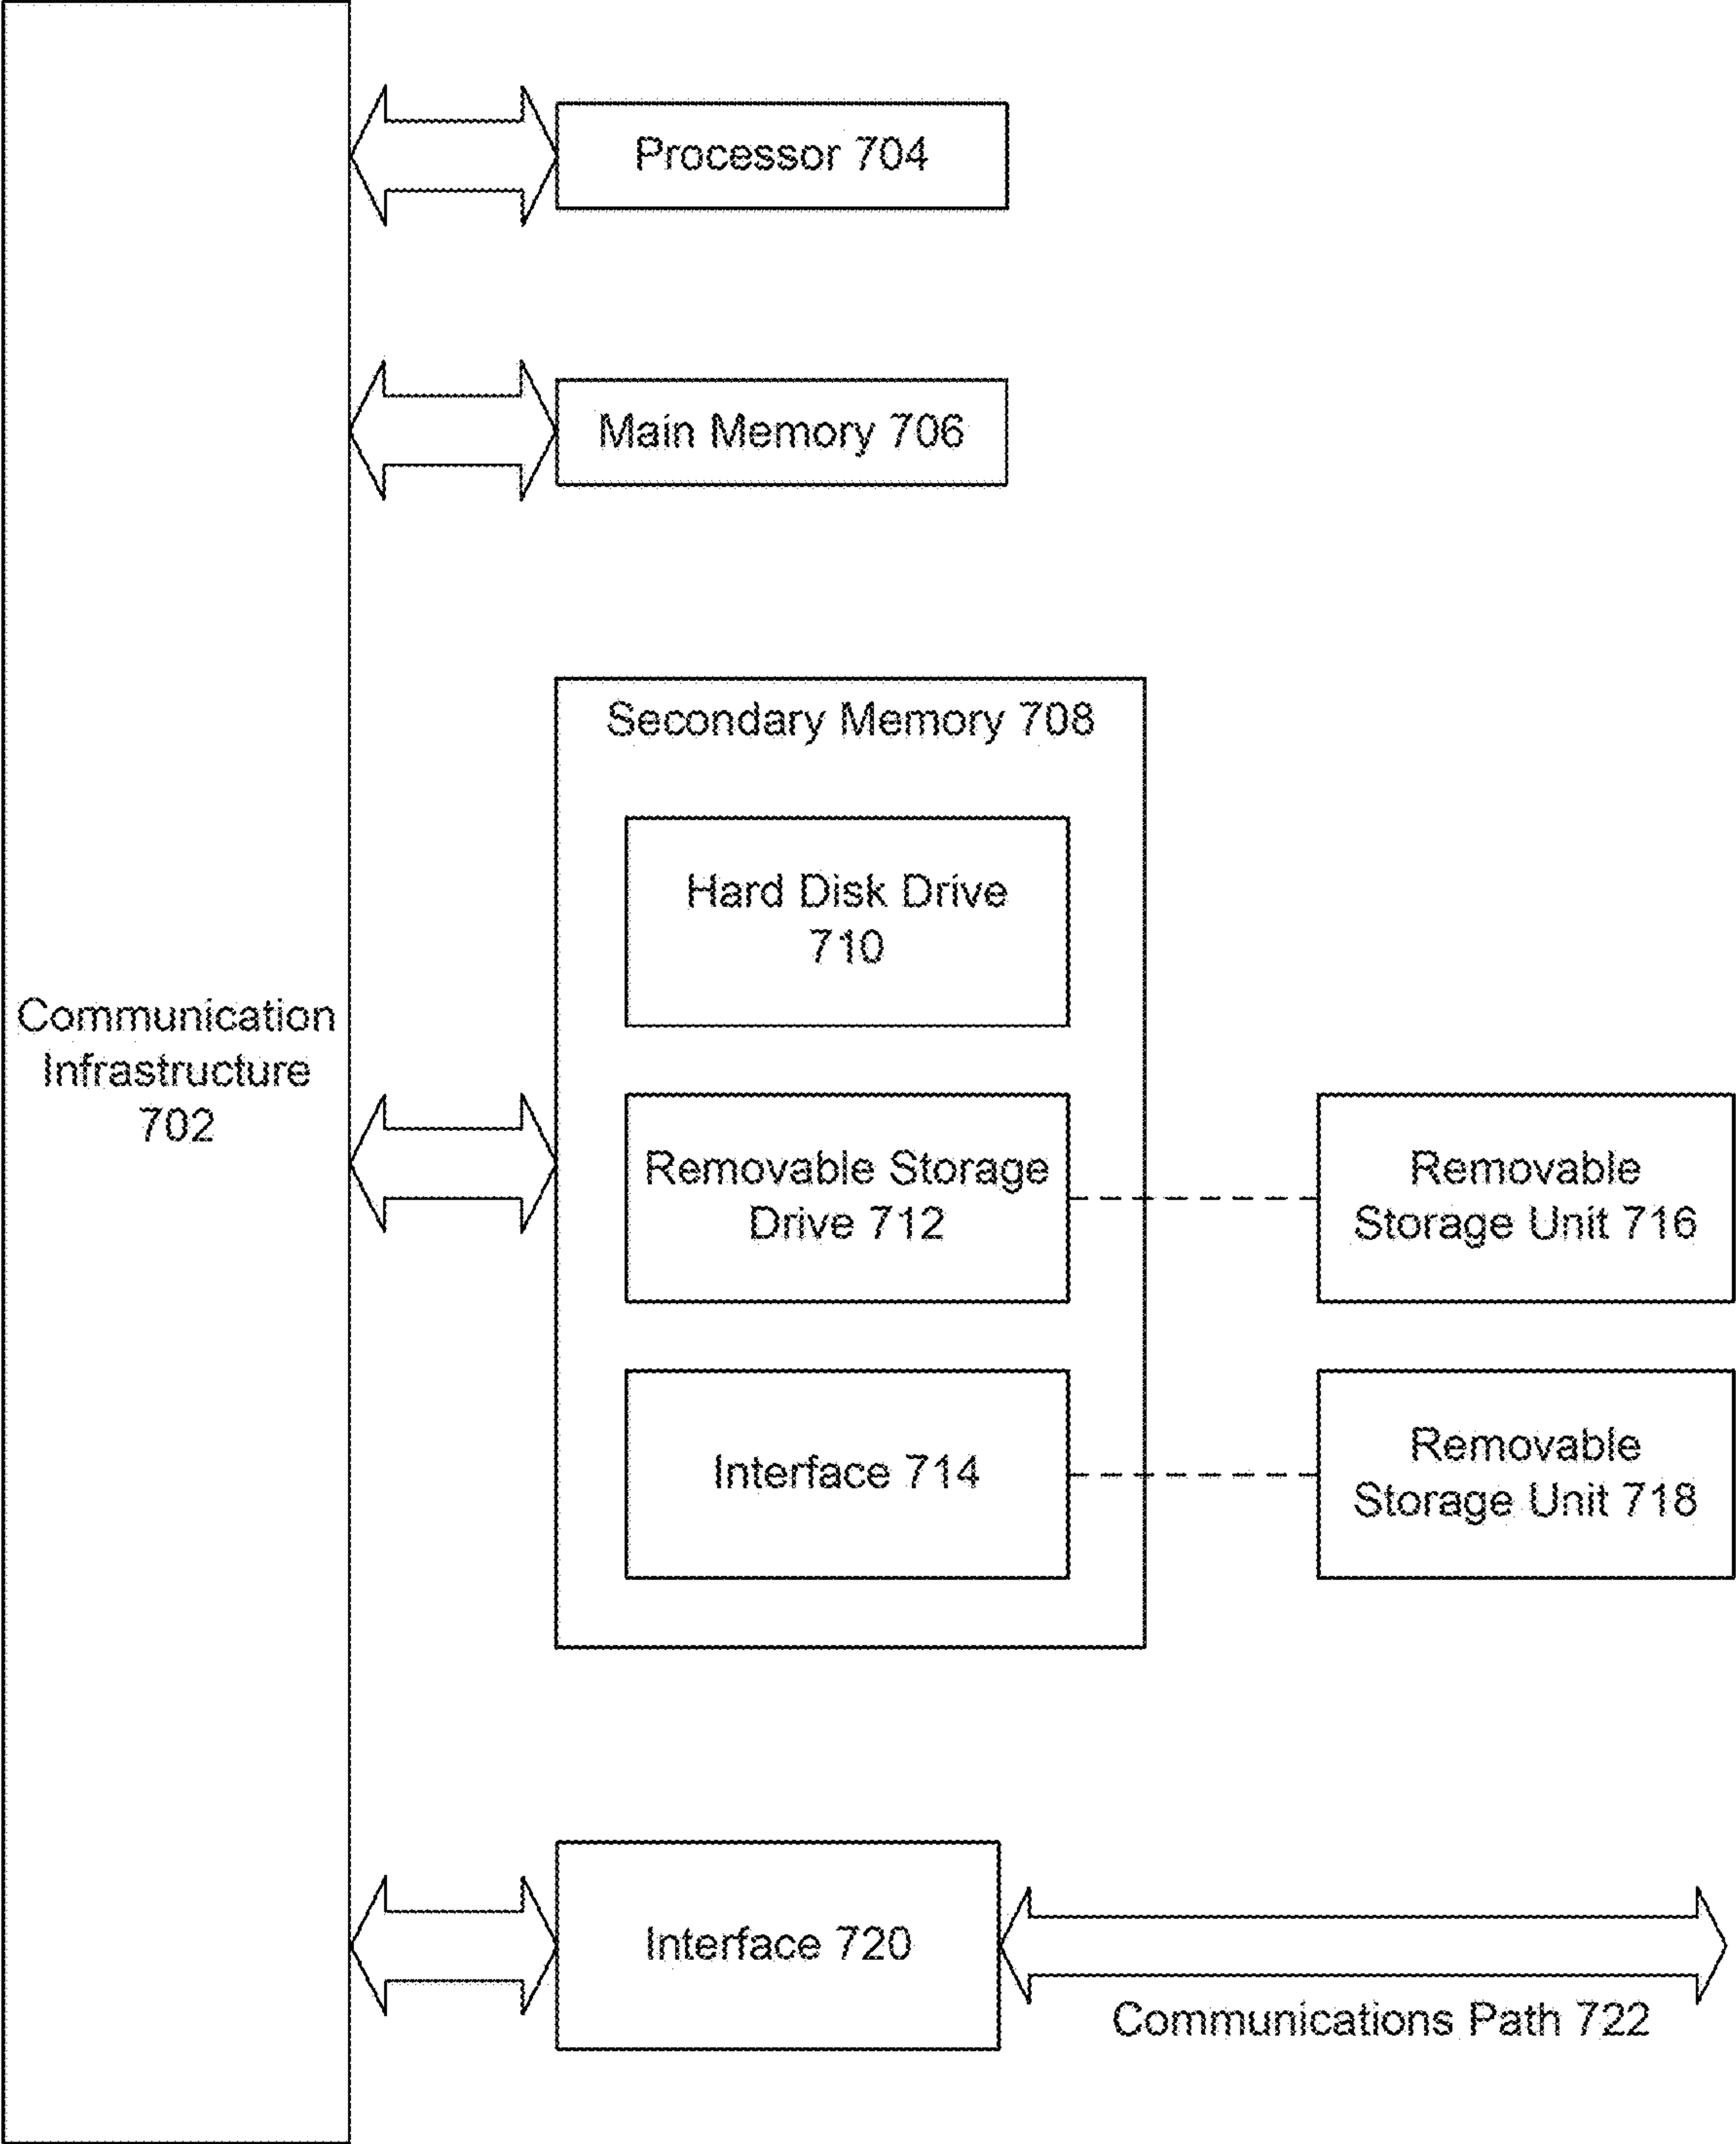 Processor 704
Main Memory 706
Secondary Memory 708
Hard Disk Drive
710
Communication
Infrastructure
702
Removable Storage
Drive 712
Removable
Storage Unit 716
Interface 714
Removable
Storage Unit 718
Interface 720
Communications Path 722